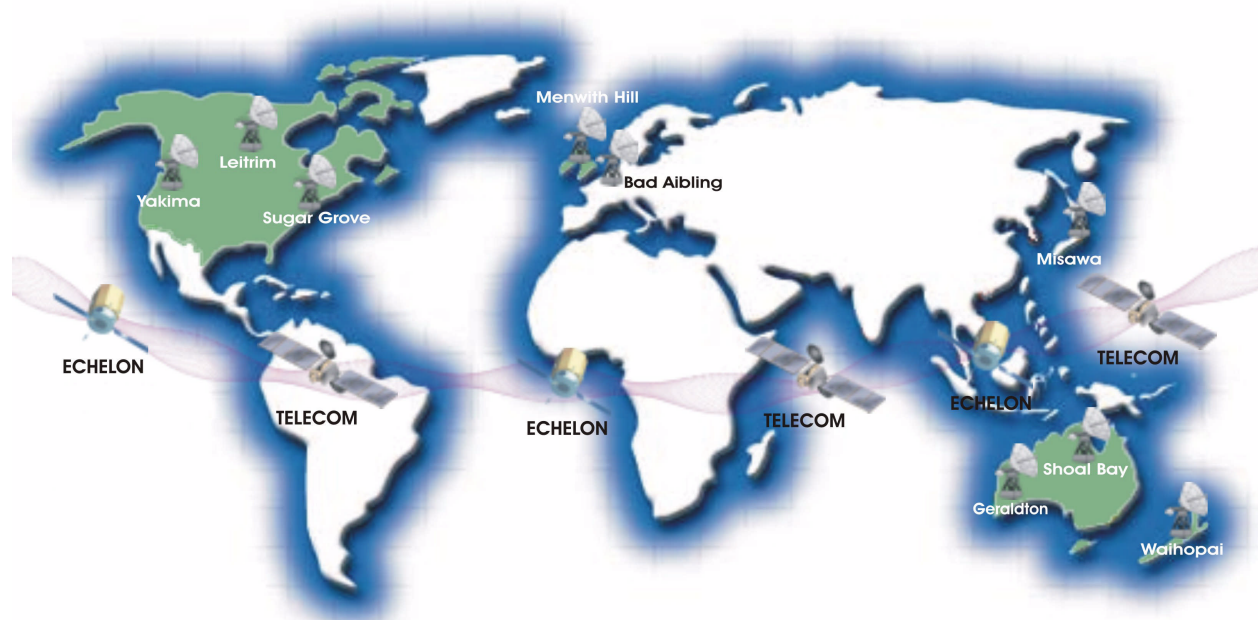 Menwith Hill
Leitrim
Bad Aibling
Yakima
Sugar Grove
Misawa
ECHELON
TELECOM
TELECOM
ECHELON
TELECOM
ECHELON
Shoal Bay
Geraldton
Waihopai